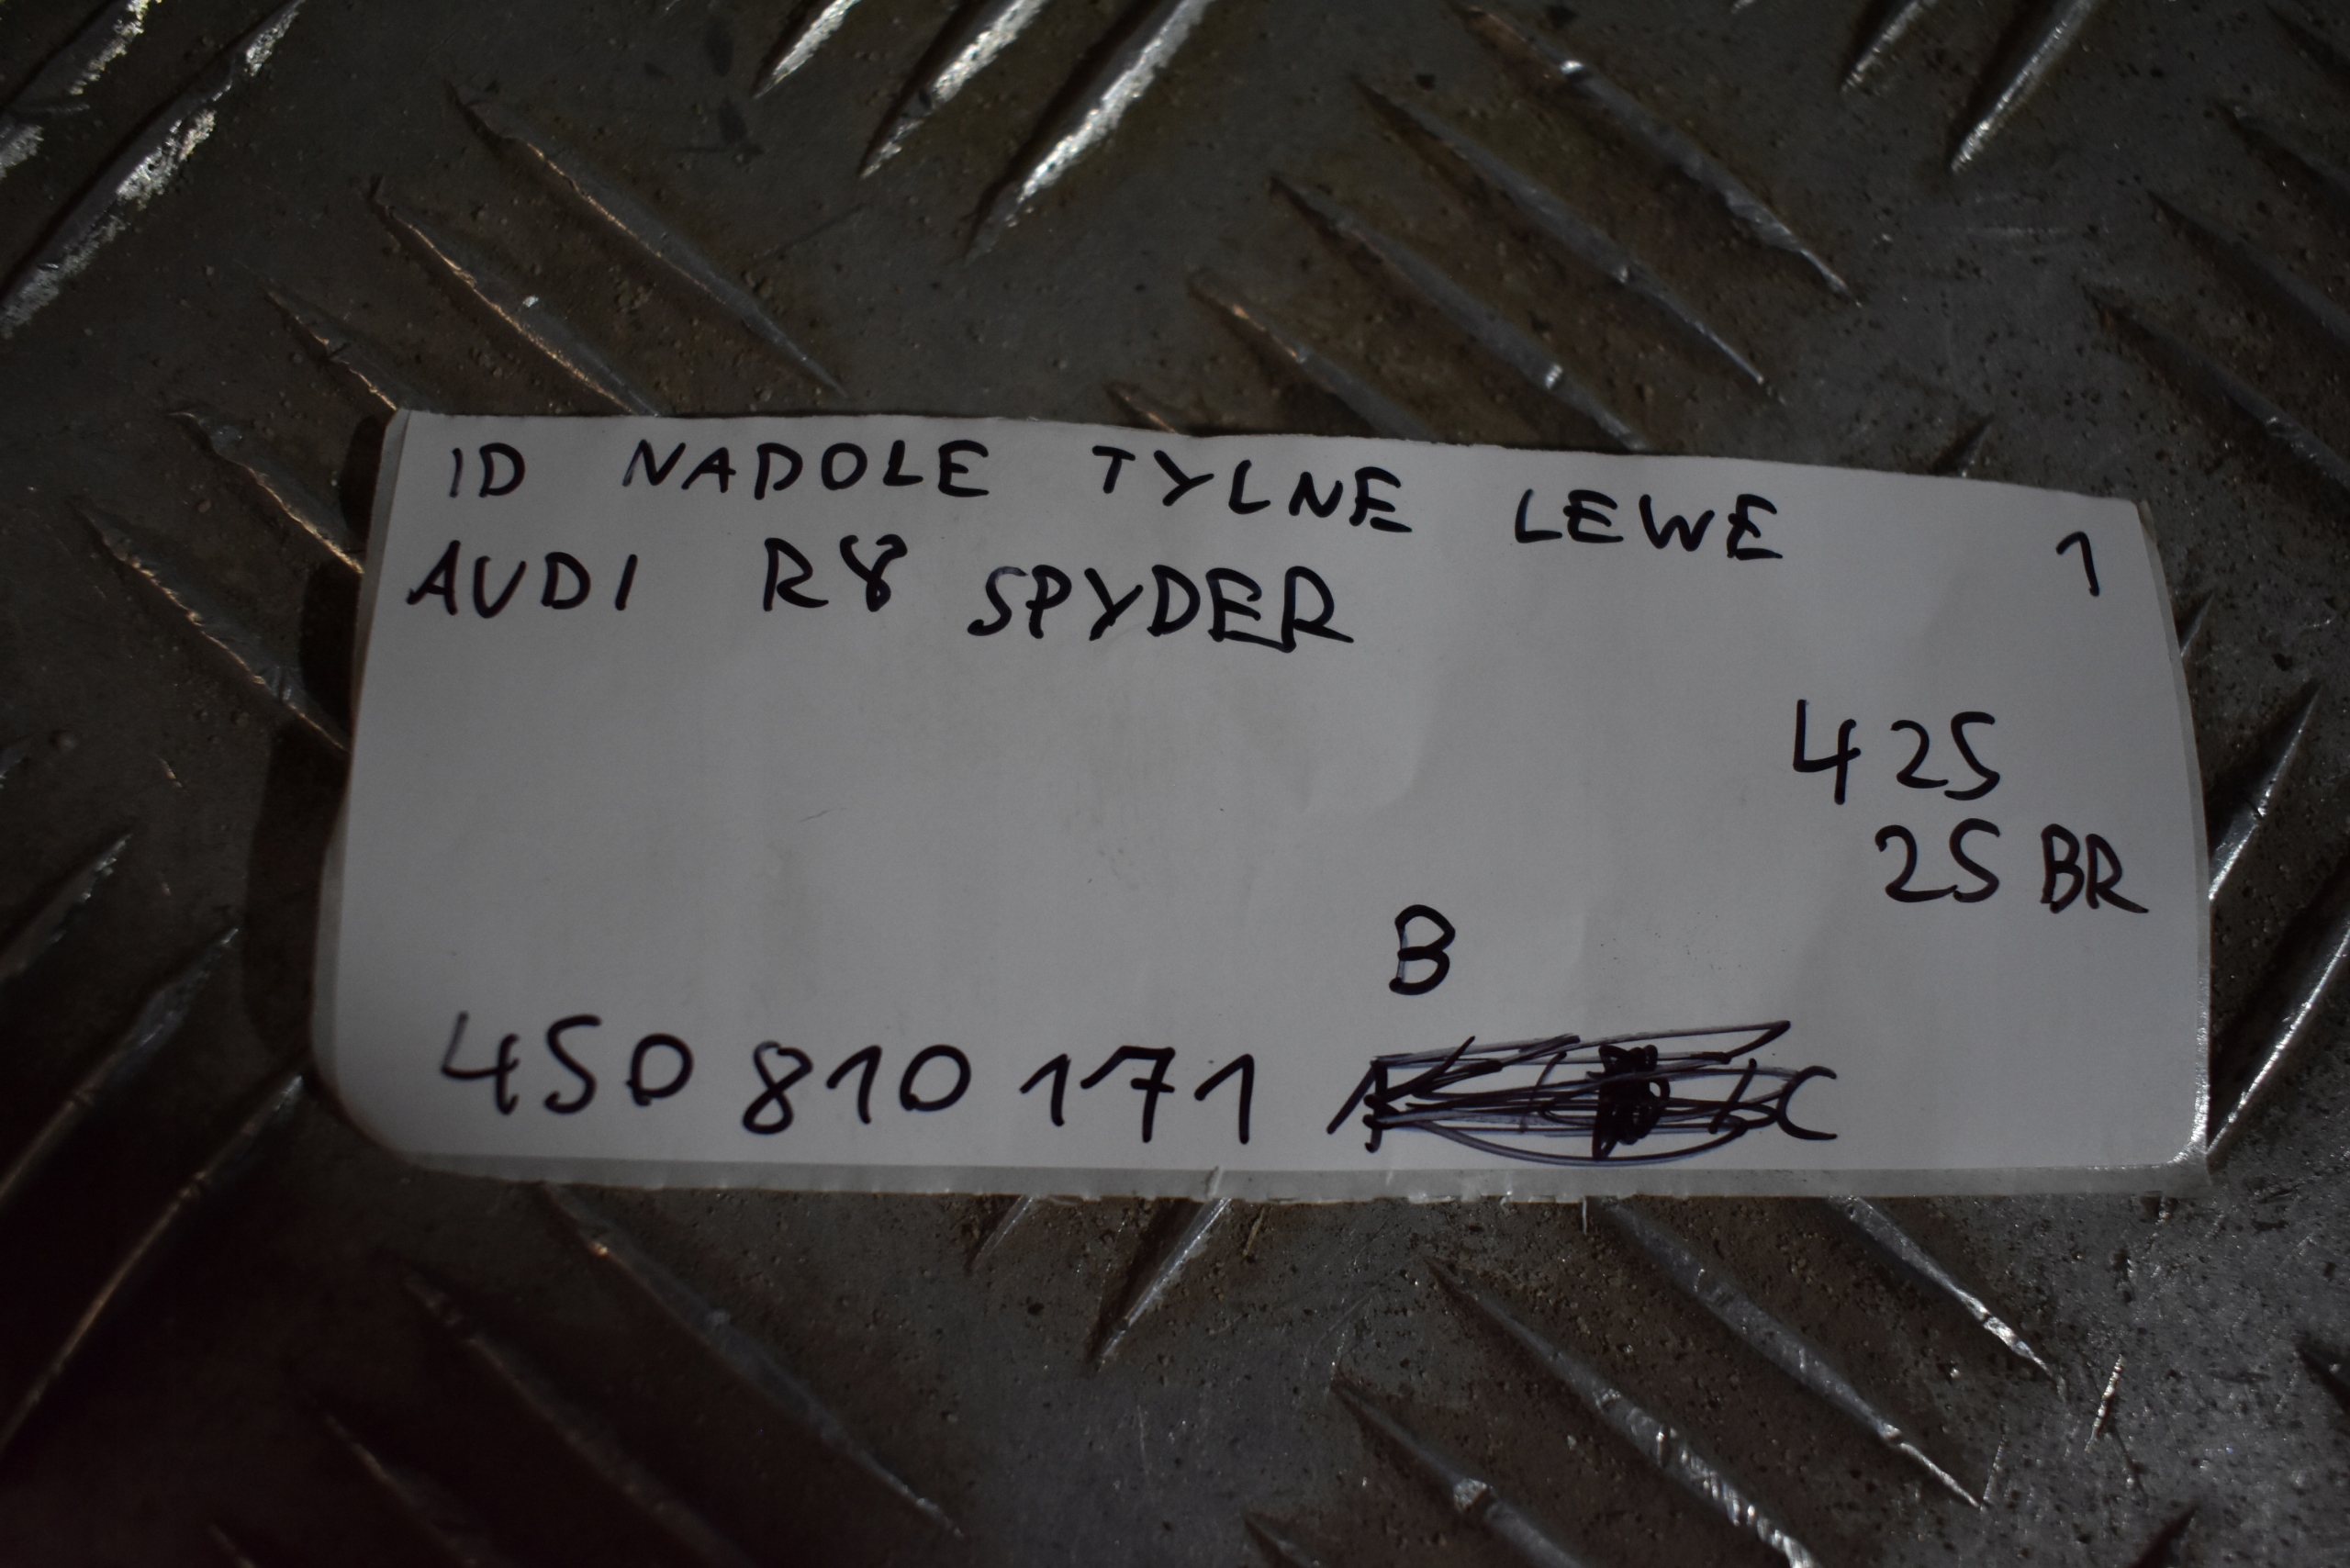 ID NADOLE TYLNE LEWE 1
AUDI R8 SPYDER
425
25 BR
B
4S0 810 171